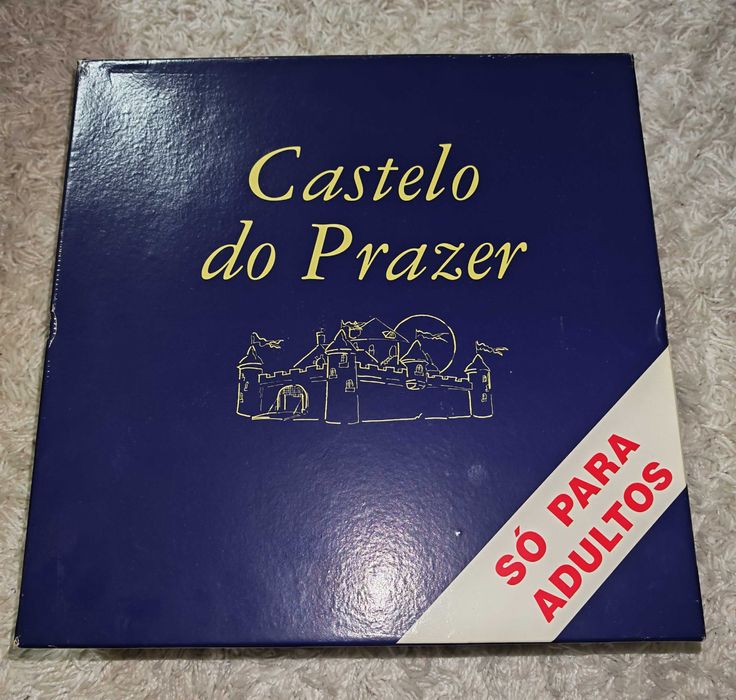 Castelo
do Prazer
SÓ PARA
ADULTOS